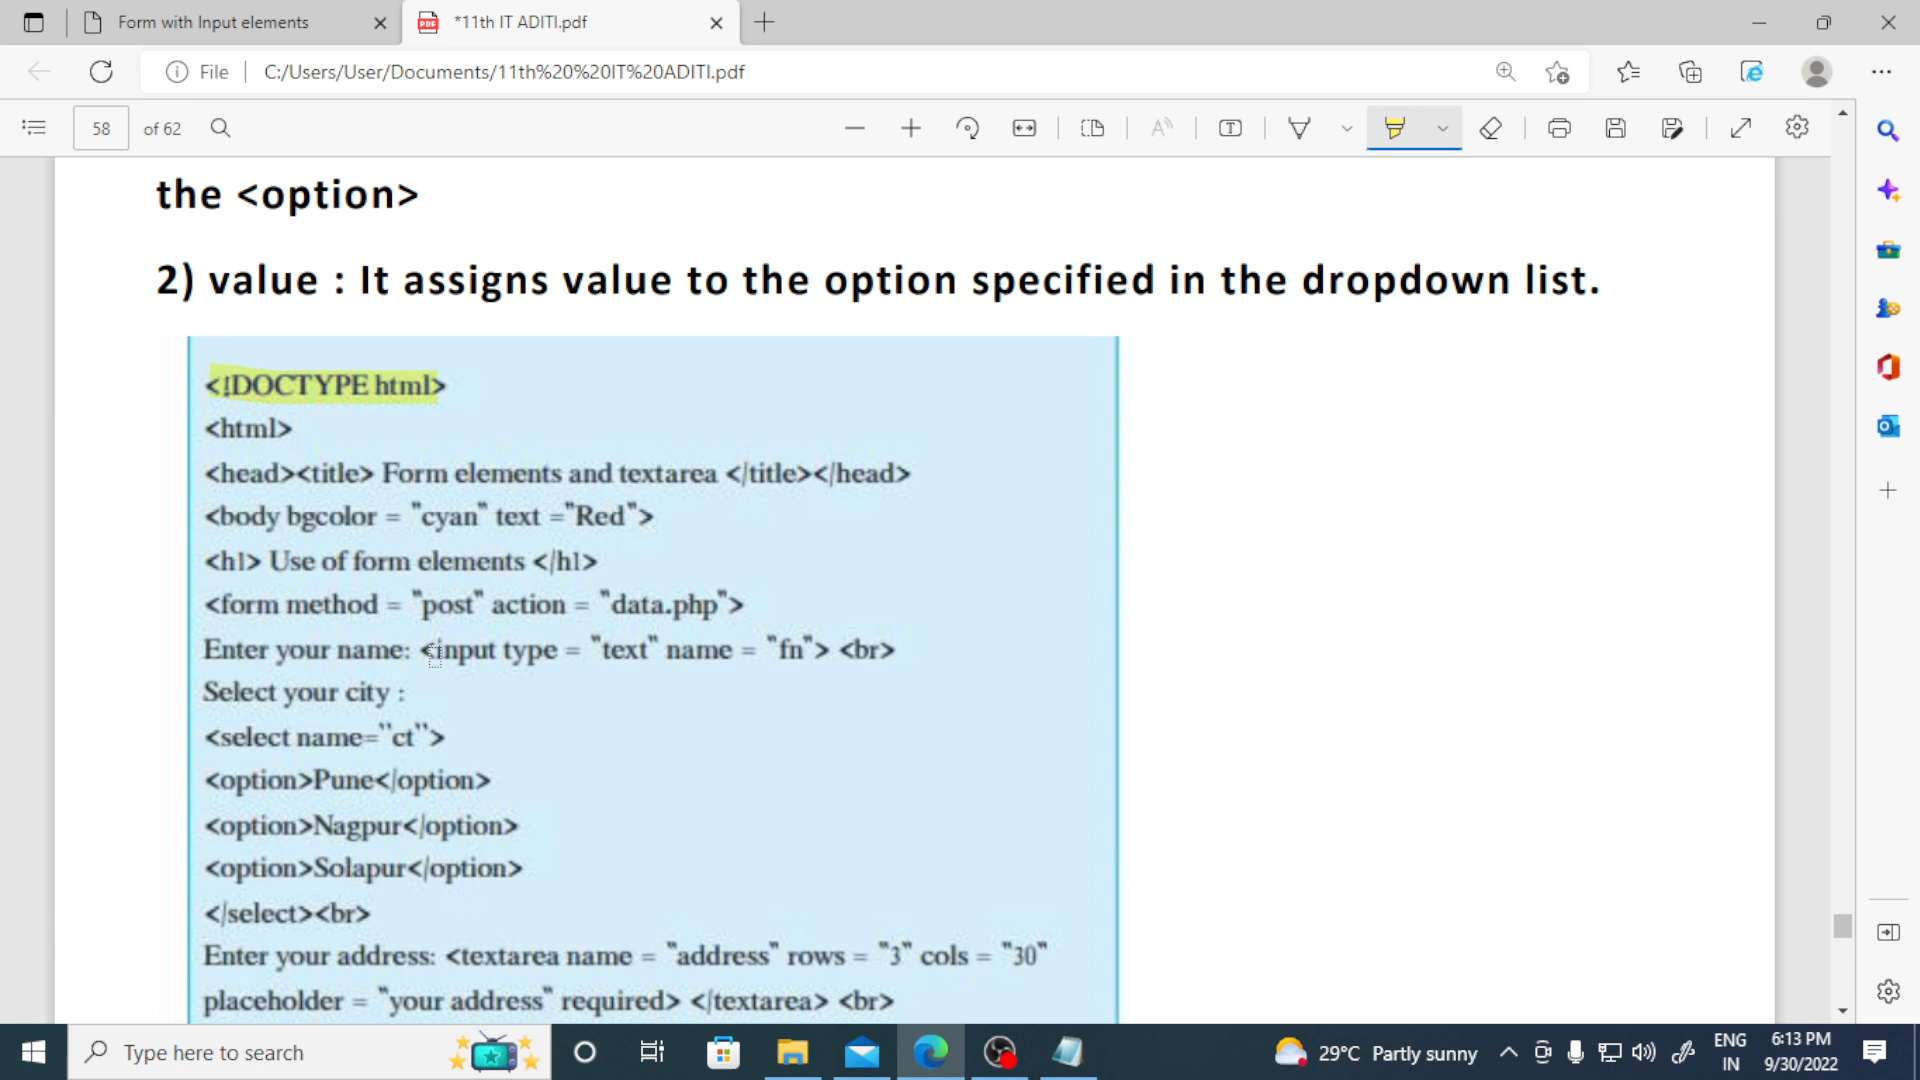 Form with Input elements
*11th IT ADITI.pdf
File
C:/Users/User/Documents/11th%20%20IT%20ADITI.pdf
58 of 62
the <option>
2) value : It assigns value to the option specified in the dropdown list.
<!DOCTYPE html>
<html>
<head><title> Form elements and textarea </title></head>
<body bgcolor = "cyan" text ="Red">
<h1> Use of form elements </h1>
<form method = "post" action = "data.php">
Enter your name: <input type = "text" name = "fn"> <br>
Select your city :
<select name="ct">
<option>Pune</option>
<option>Nagpur</option>
<option>Solapur</option>
</select><br>
Enter your address: <textarea name = "address" rows = "3" cols = "30"
placeholder = "your address" required> </textarea> <br>
Type here to search
29°C Partly sunny
ENG
IN
6:13 PM
9/30/2022